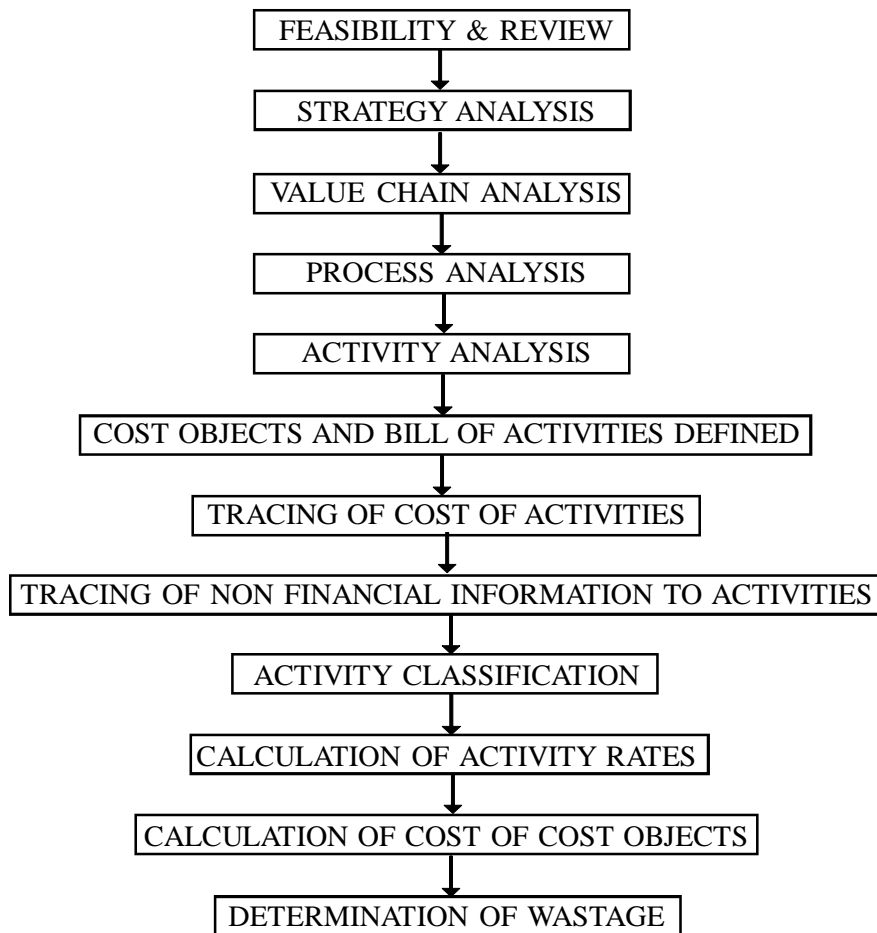 FEASIBILITY & REVIEW
STRATEGY ANALYSIS
VALUE CHAIN ANALYSIS
PROCESS ANALYSIS
ACTIVITY ANALYSIS
COST OBJECTS AND BILL OF ACTIVITIES DEFINED
TRACING OF COST OF ACTIVITIES
TRACING OF NON FINANCIAL INFORMATION TO ACTIVITIES
ACTIVITY CLASSIFICATION
CALCULATION OF ACTIVITY RATES
CALCULATION OF COST OF COST OBJECTS
DETERMINATION OF WASTAGE